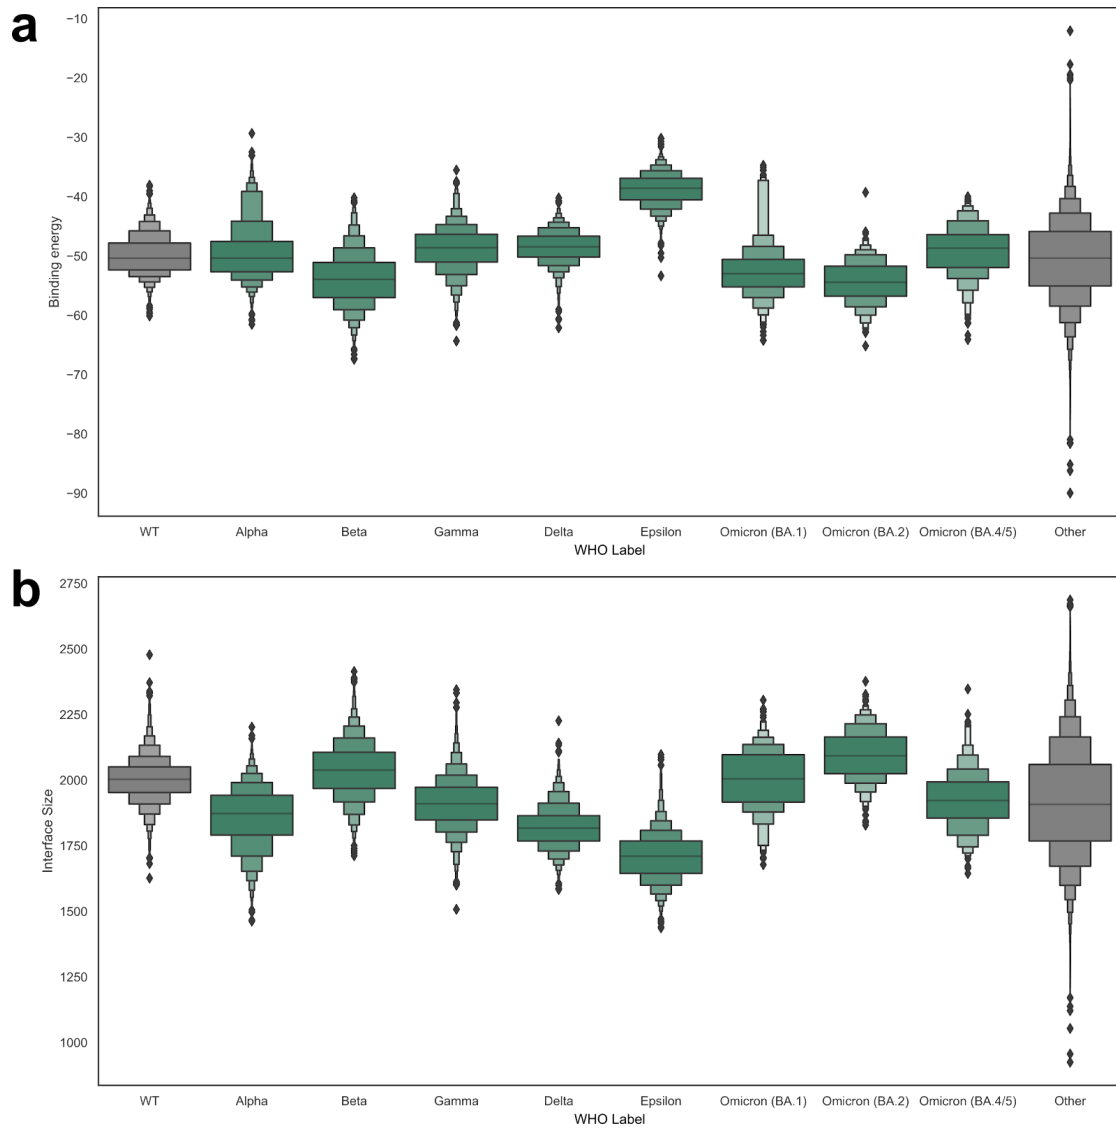 a
−10
−20
−30
−40
−50
−60
−70
−80
−90
Binding energy
WT Alpha Beta Gamma Delta Epsilon Omicron (BA.1) Omicron (BA.2) Omicron (BA.4/5) Other
WHO Label
b
2750
2500
2250
2000
1750
1500
1250
1000
Interface Size
WT Alpha Beta Gamma Delta Epsilon Omicron (BA.1) Omicron (BA.2) Omicron (BA.4/5) Other
WHO Label